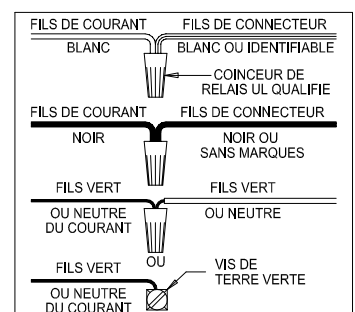 FILS DE COURANT FILS DE CONNECTEUR
BLANC BLANC OU IDENTIFIABLE
COINCEUR DE
RELAIS UL QUALIFIE
FILS DE COURANT FILS DE CONNECTEUR
NOIR NOIR OU
SANS MARQUES
FILS VERT FILS VERT
OU NEUTRE OU NEUTRE
DU COURANT
OU
FILS VERT VIS DE
TERRE VERTE
OU NEUTRE
DU COURANT